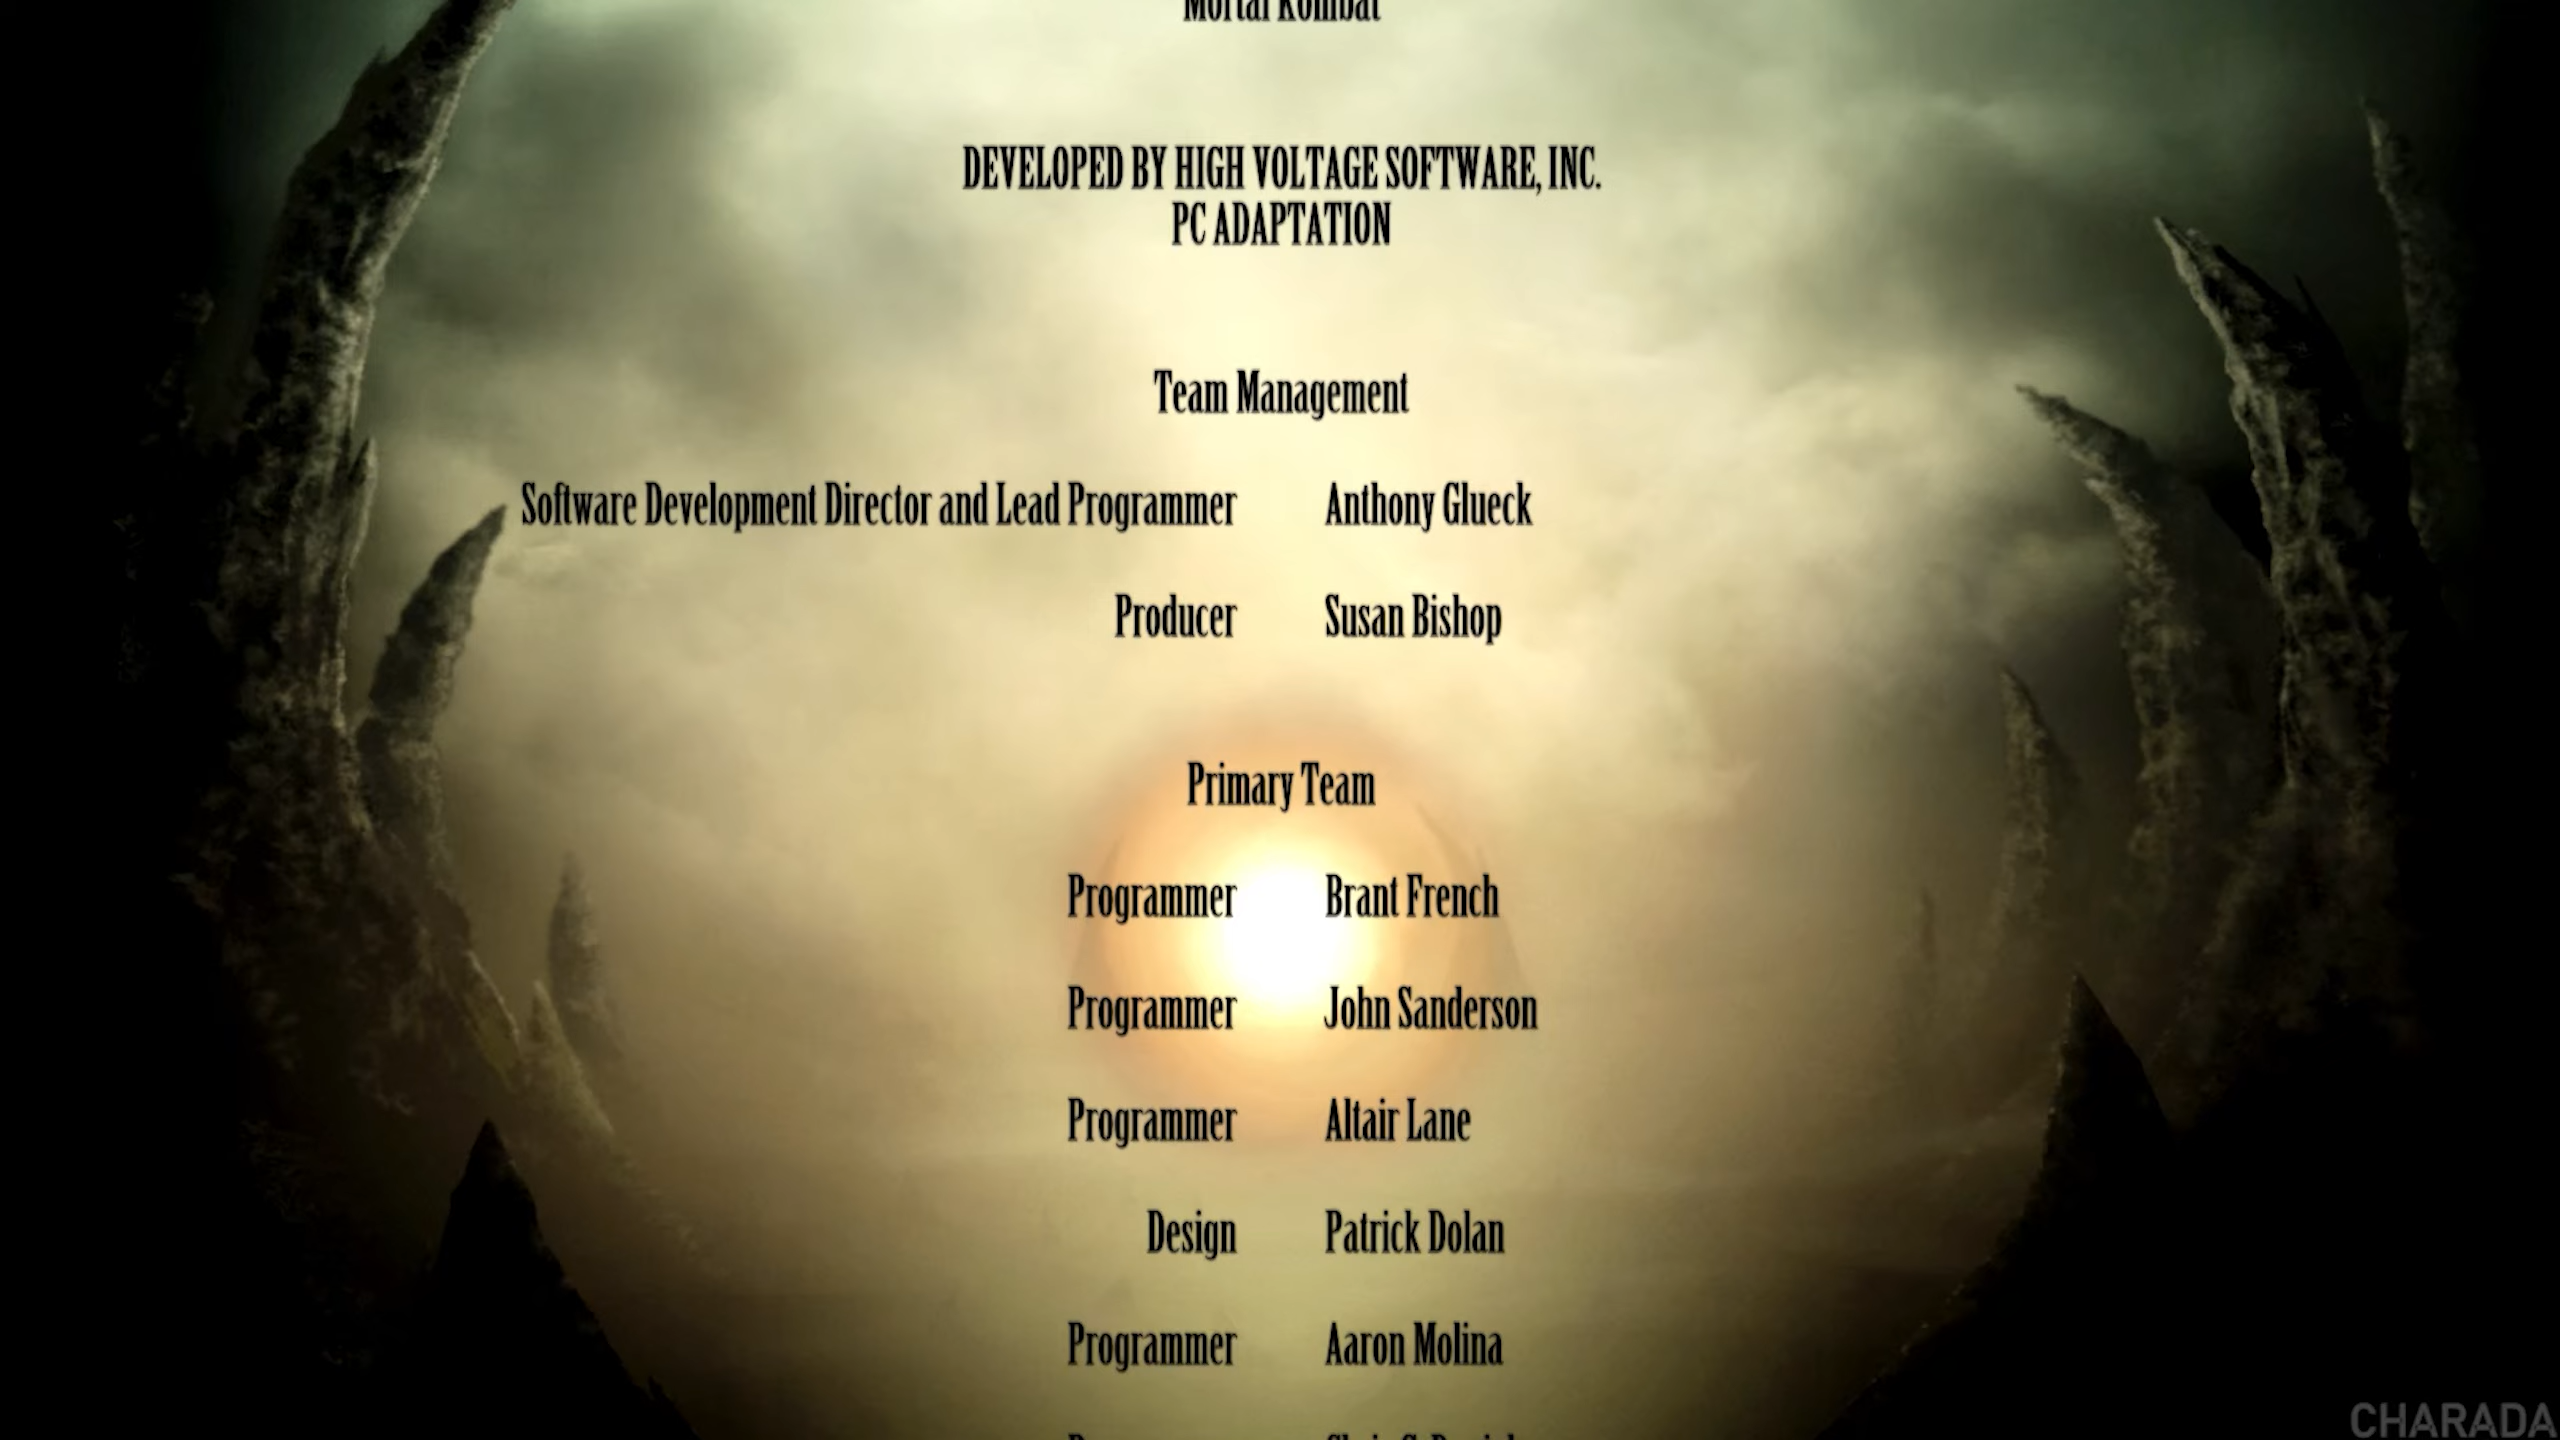 Mortal Kombat
DEVELOPED BY HIGH VOLTAGE SOFTWARE, INC.
PC ADAPTATION
Team Management
Software Development Director and Lead Programmer Anthony Glueck
Producer Susan Bishop
Primary Team
Programmer Brant French
Programmer John Sanderson
Programmer Altair Lane
Design Patrick Dolan
Programmer Aaron Molina
CHARADA